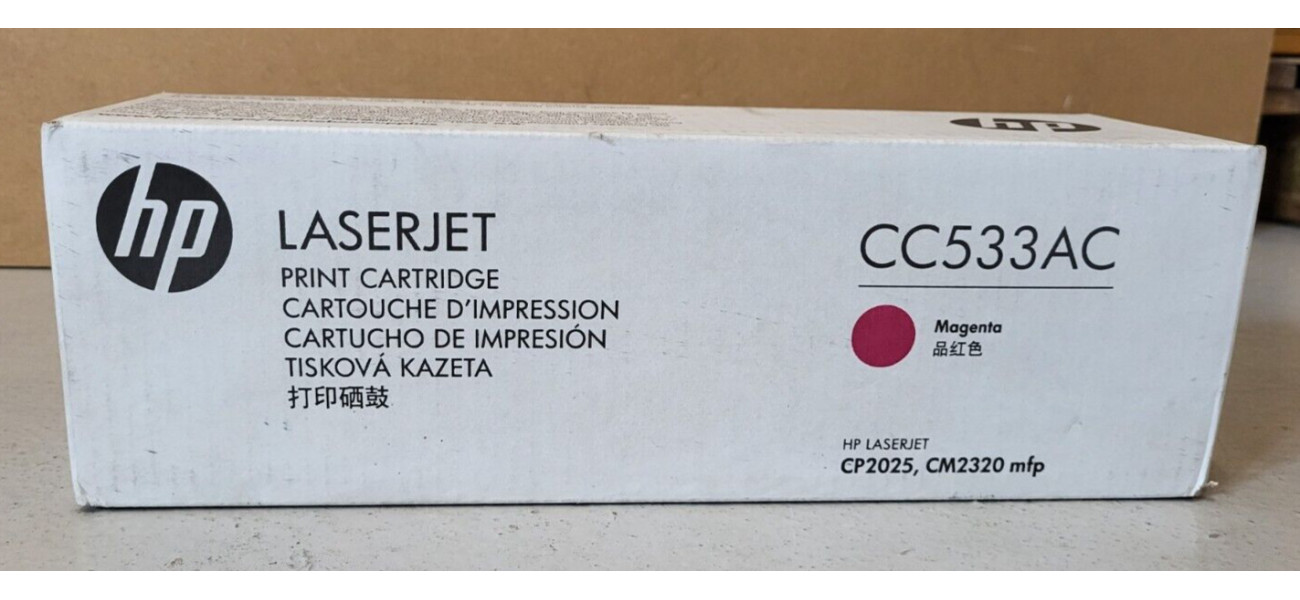 hp
LASERJET
PRINT CARTRIDGE
CARTOUCHE D'IMPRESSION
CARTUCHO DE IMPRESIÓN
TISKOVÁ KAZETA
打印硒鼓
CC533AC
Magenta
品红色
HP LASERJET
CP2025, CM2320 mfp
hp